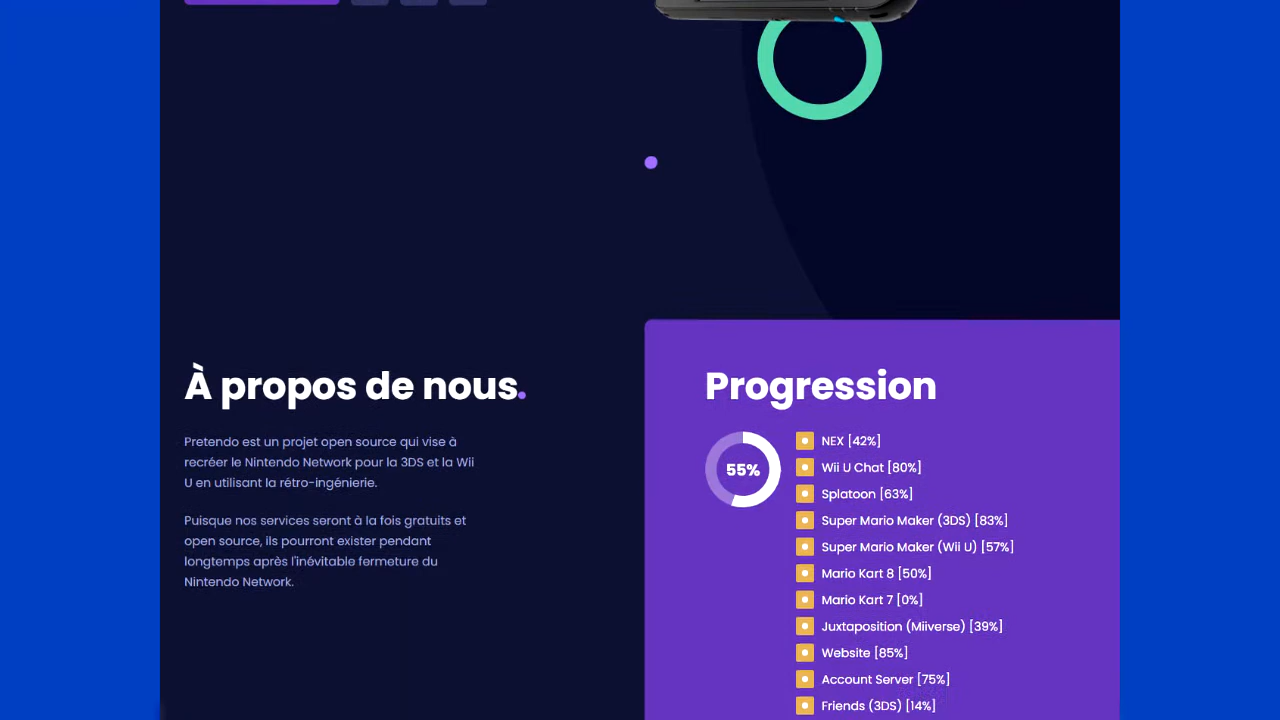 À propos de nous.
Pretendo est un projet open source qui vise à
recréer le Nintendo Network pour la 3DS et la Wii
U en utilisant la rétro-ingénierie.
Puisque nos services seront à la fois gratuits et
open source, ils pourront exister pendant
longtemps après l'inévitable fermeture du
Nintendo Network.
Progression
55%
NEX [42%]
Wii U Chat [80%]
Splatoon [63%]
Super Mario Maker (3DS) [83%]
Super Mario Maker (Wii U) [57%]
Mario Kart 8 [50%]
Mario Kart 7 [0%]
Juxtaposition (Miiverse) [39%]
Website [85%]
Account Server [75%]
Friends (3DS) [14%]